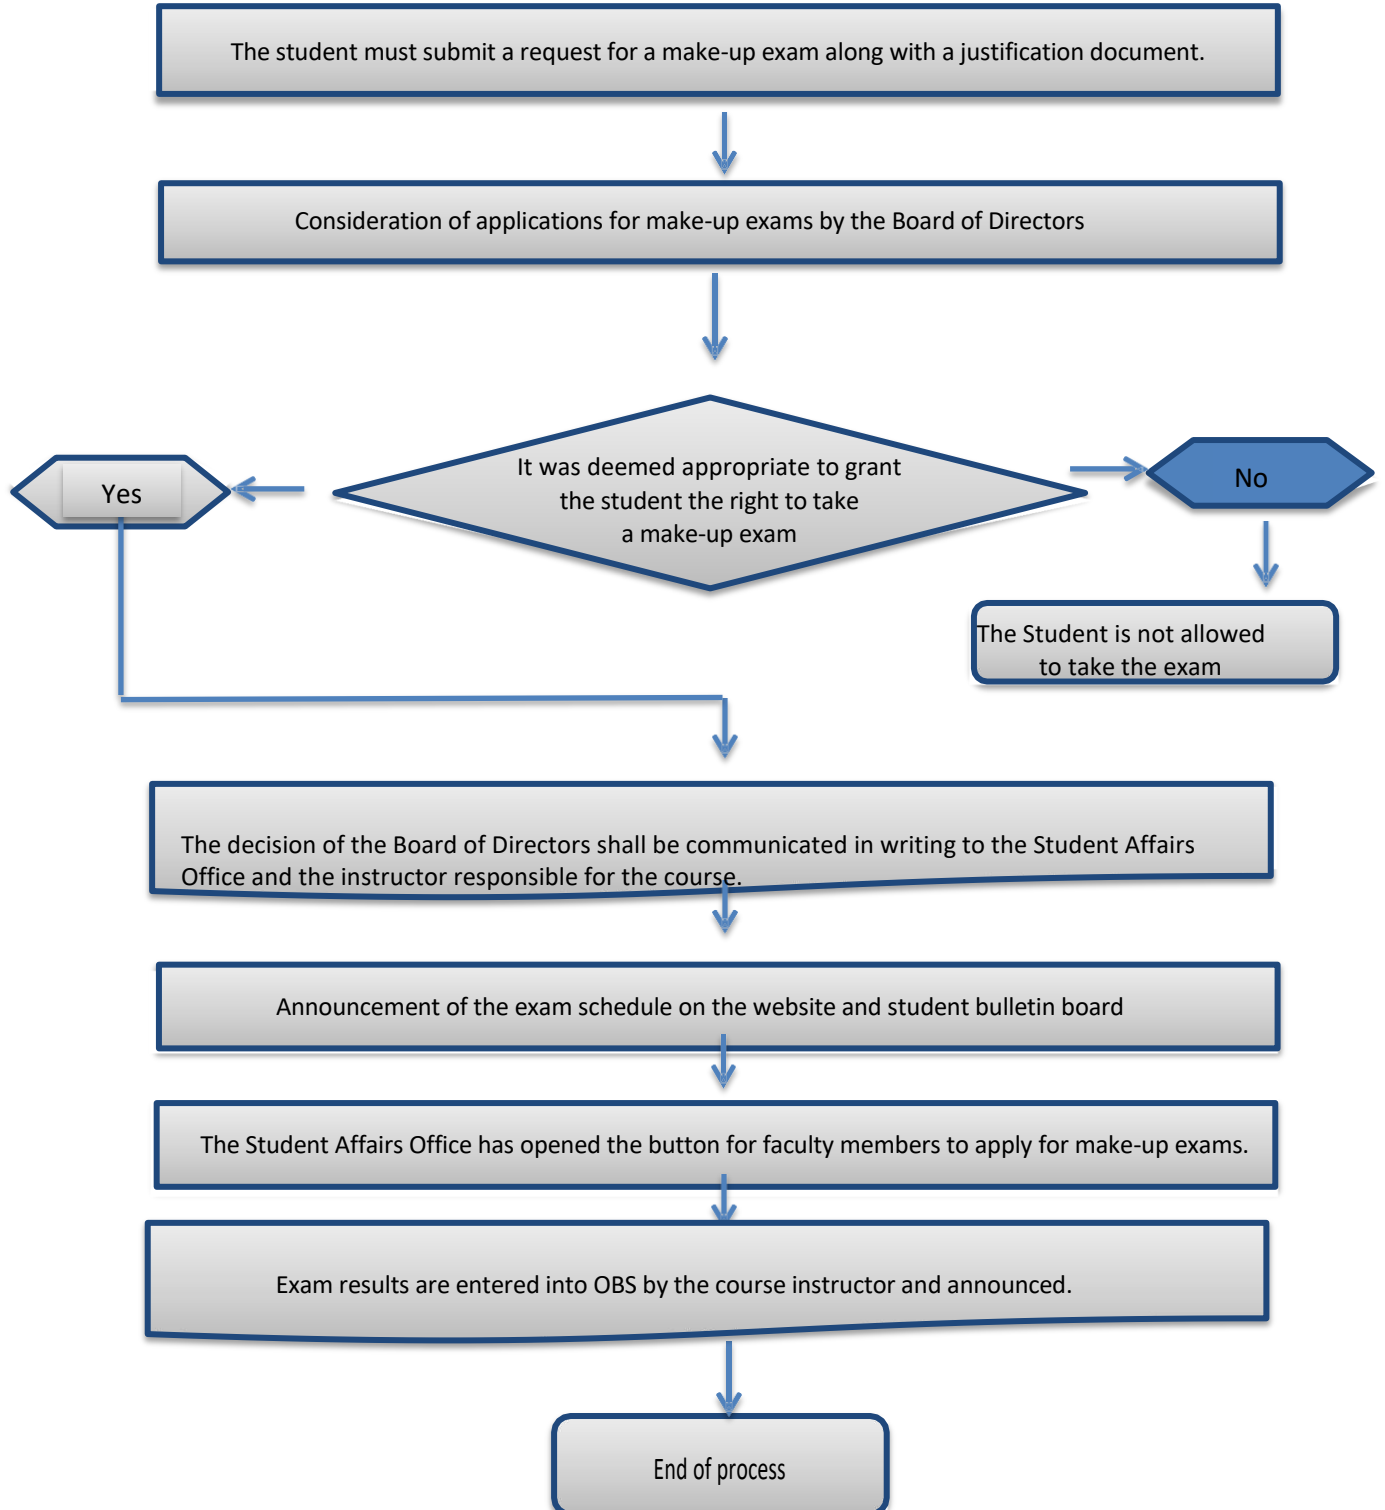 The student must submit a request for a make-up exam along with a justification document.
Consideration of applications for make-up exams by the Board of Directors
It was deemed appropriate to grant
the student the right to take
a make-up exam
Yes
No
The Student is not allowed
to take the exam
The decision of the Board of Directors shall be communicated in writing to the Student Affairs
Office and the instructor responsible for the course.
Announcement of the exam schedule on the website and student bulletin board
The Student Affairs Office has opened the button for faculty members to apply for make-up exams.
Exam results are entered into OBS by the course instructor and announced.
End of process